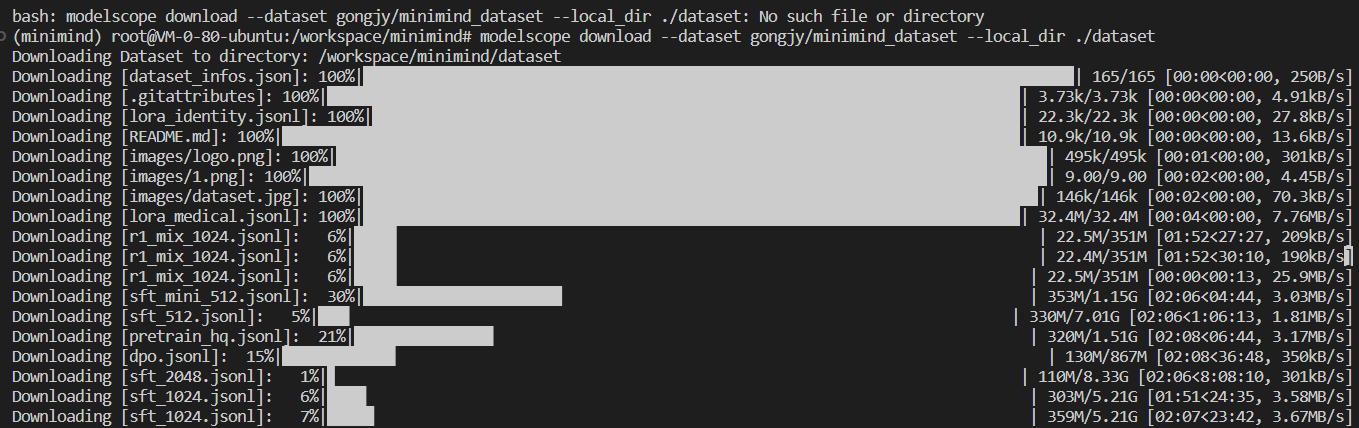 bash: modelscope download --dataset gongjy/minimind_dataset --local_dir ./dataset: No such file or directory
(minimind) root@VM-0-80-ubuntu:/workspace/minimind# modelscope download --dataset gongjy/minimind_dataset --local_dir ./dataset
Downloading Dataset to directory: /workspace/minimind/dataset
Downloading [dataset_infos.json]: 100%| | 165/165 [00:00<00:00, 250B/s]
Downloading [.gitattributes]: 100%| | 3.73k/3.73k [00:00<00:00, 4.91kB/s]
Downloading [lora_identity.jsonl]: 100%| | 22.3k/22.3k [00:00<00:00, 27.8kB/s]
Downloading [README.md]: 100%| | 10.9k/10.9k [00:00<00:00, 13.6kB/s]
Downloading [images/logo.png]: 100%| | 495k/495k [00:01<00:00, 301kB/s]
Downloading [images/1.png]: 100%| | 9.00/9.00 [00:02<00:00, 4.45B/s]
Downloading [images/dataset.jpg]: 100%| | 146k/146k [00:02<00:00, 70.3kB/s]
Downloading [lora_medical.jsonl]: 100%| | 32.4M/32.4M [00:04<00:00, 7.76MB/s]
Downloading [r1_mix_1024.jsonl]: 6%| | 22.5M/351M [01:52<27:27, 209kB/s]
Downloading [r1_mix_1024.jsonl]: 6%| | 22.4M/351M [01:52<30:10, 190kB/s]
Downloading [r1_mix_1024.jsonl]: 6%| | 22.5M/351M [00:00<00:13, 25.9MB/s]
Downloading [sft_mini_512.jsonl]: 30%| | 353M/1.15G [02:06<04:44, 3.03MB/s]
Downloading [sft_512.jsonl]: 5%| | 330M/7.01G [02:06<1:06:13, 1.81MB/s]
Downloading [pretrain_hq.jsonl]: 21%| | 320M/1.51G [02:08<06:44, 3.17MB/s]
Downloading [dpo.jsonl]: 15%| | 130M/867M [02:08<36:48, 350kB/s]
Downloading [sft_2048.jsonl]: 1%| | 110M/8.33G [02:06<8:08:10, 301kB/s]
Downloading [sft_1024.jsonl]: 6%| | 303M/5.21G [01:51<24:35, 3.58MB/s]
Downloading [sft_1024.jsonl]: 7%| | 359M/5.21G [02:07<23:42, 3.67MB/s]